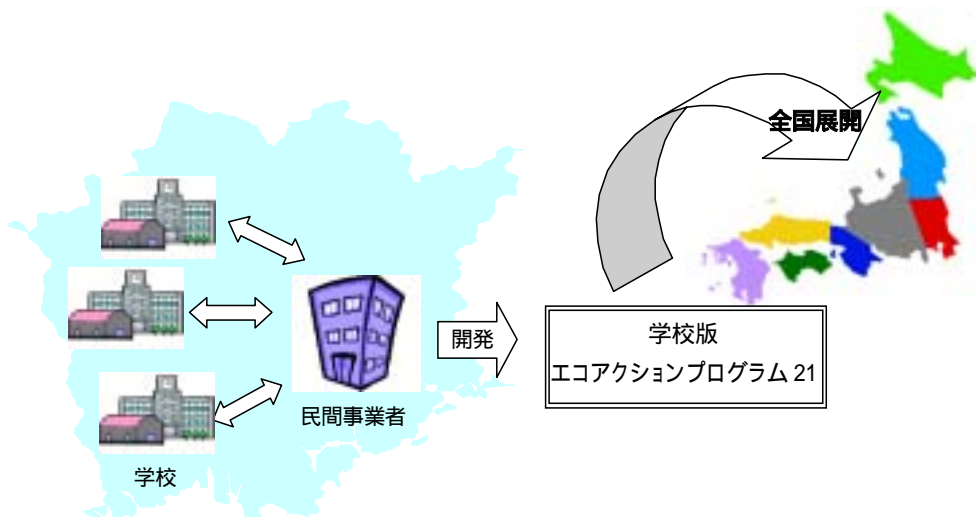 全国展開
開発
学校版
エコアクションプログラム 21
民間事業者
学校